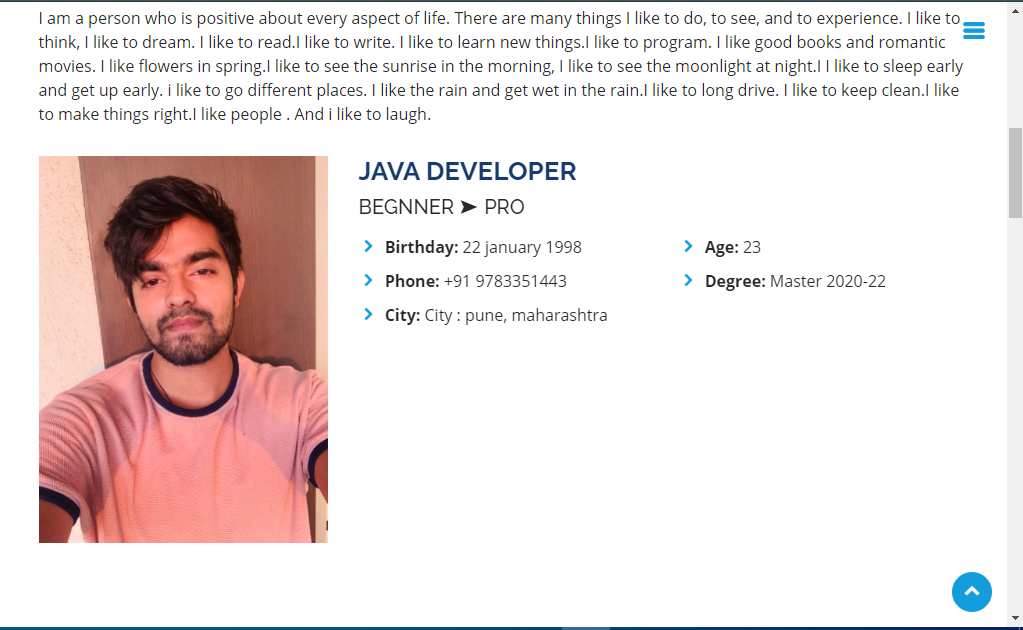 I am a person who is positive about every aspect of life. There are many things I like to do, to see, and to experience. I like to
think, I like to dream. I like to read.I like to write. I like to learn new things.I like to program. I like good books and romantic
movies. I like flowers in spring.I like to see the sunrise in the morning, I like to see the moonlight at night.I I like to sleep early
and get up early. i like to go different places. I like the rain and get wet in the rain.I like to long drive. I like to keep clean.I like
to make things right.I like people . And i like to laugh.
JAVA DEVELOPER
BEGNNER ➤ PRO
Birthday: 22 january 1998
Age: 23
Phone: +91 9783351443
Degree: Master 2020-22
City: City : pune, maharashtra